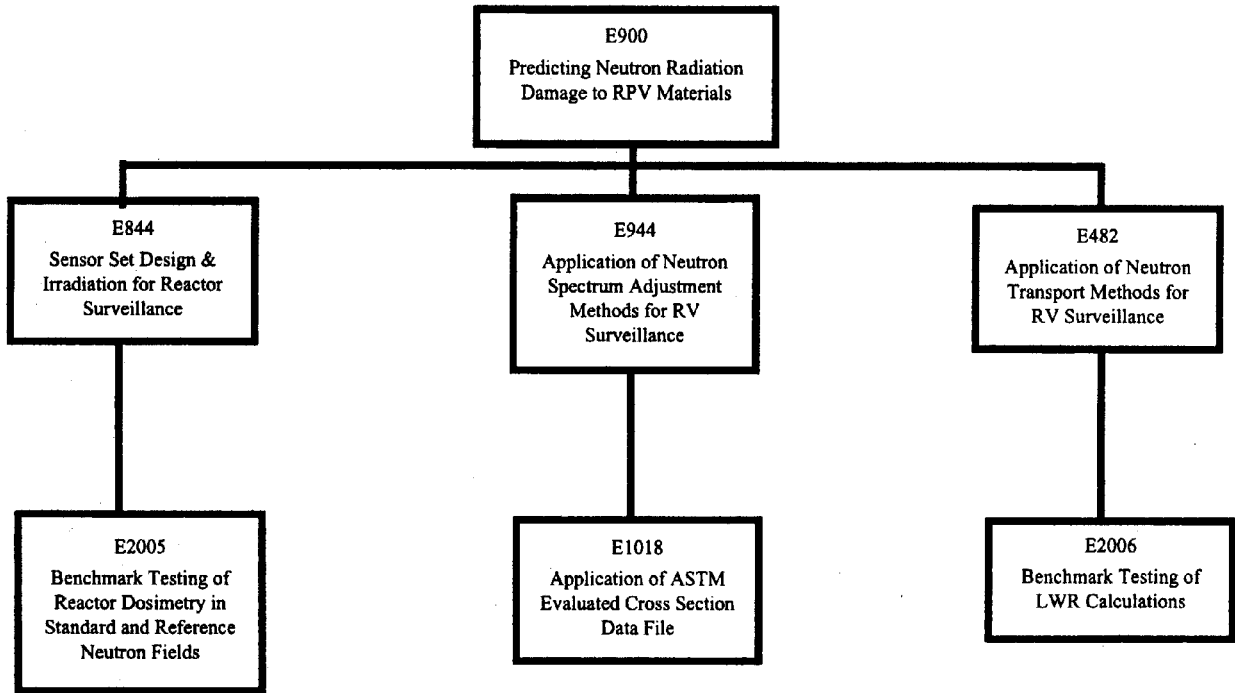 E900
Predicting Neutron Radiation
Damage to RPV Materials
E844
Sensor Set Design &
Irradiation for Reactor
Surveillance
E944
Application of Neutron
Spectrum Adjustment
Methods for RV
Surveillance
E482
Application of Neutron
Transport Methods for
RV Surveillance
E2005
Benchmark Testing of
Reactor Dosimetry in
Standard and Reference
Neutron Fields
E1018
Application of ASTM
Evaluated Cross Section
Data File
E2006
Benchmark Testing of
LWR Calculations